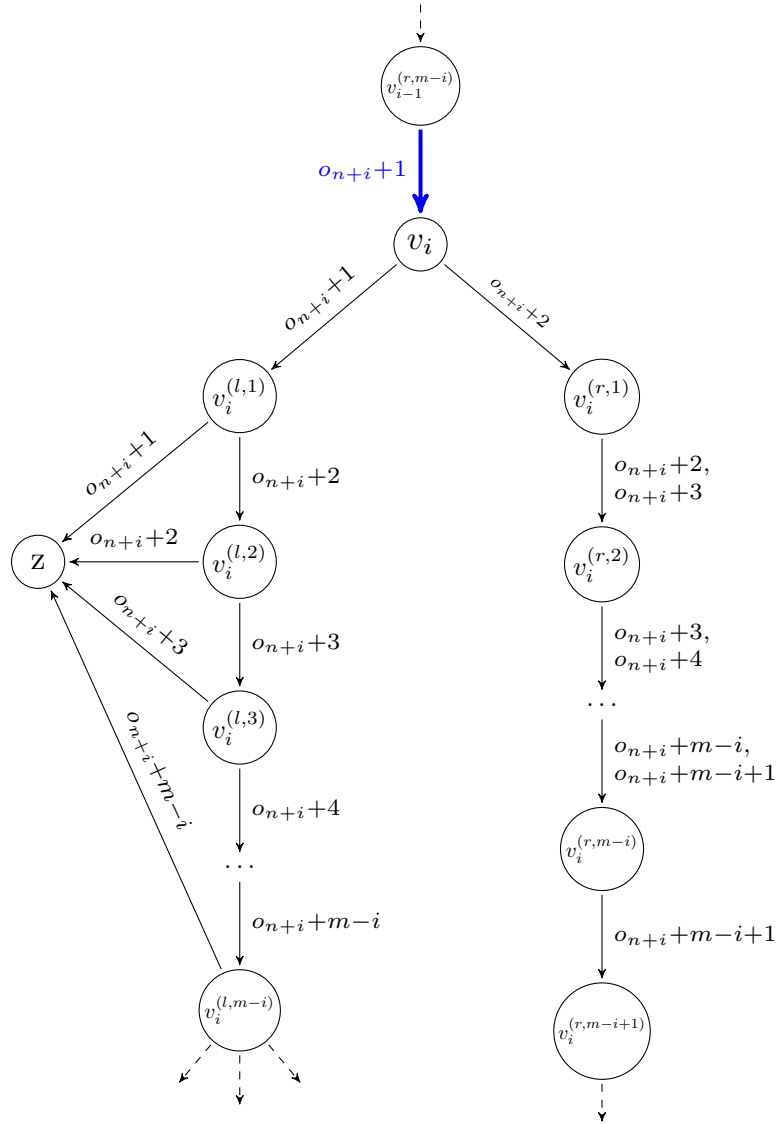 v_{i-1}^{(r,m-i)}
o_{n+i}+1
v_i
o_{n+i}+1
o_{n+i}+2
v_i^{(l,1)}
v_i^{(r,1)}
o_{n+i}+1
o_{n+i}+2
o_{n+i}+2,
o_{n+i}+3
z
o_{n+i}+2
v_i^{(l,2)}
v_i^{(r,2)}
o_{n+i}+3
o_{n+i}+3
o_{n+i}+3,
o_{n+i}+4
v_i^{(l,3)}
...
o_{n+i}+m-i
o_{n+i}+4
o_{n+i}+m-i,
o_{n+i}+m-i+1
...
v_i^{(r,m-i)}
o_{n+i}+m-i
o_{n+i}+m-i+1
v_i^{(l,m-i)}
v_i^{(r,m-i+1)}